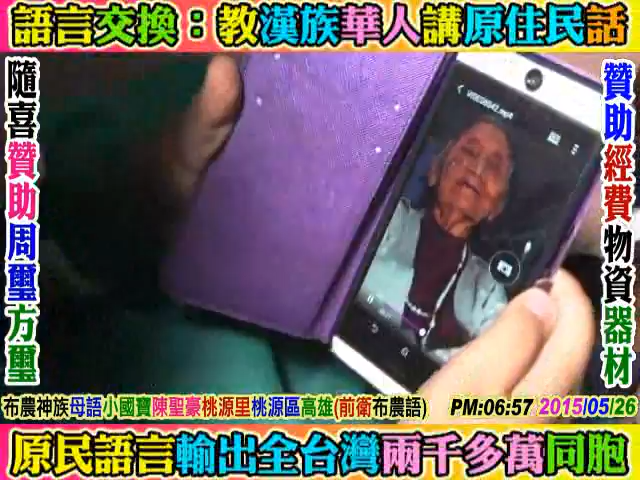 語言交換：教漢族華人講原住民話
隨喜贊助周璽方璽
贊助經費物資器材
布農神族母語小國寶陳聖豪桃源里桃源區高雄(前衛布農語) PM:06:57 2015/05/26
原民語言輸出全台灣兩千多萬同胞